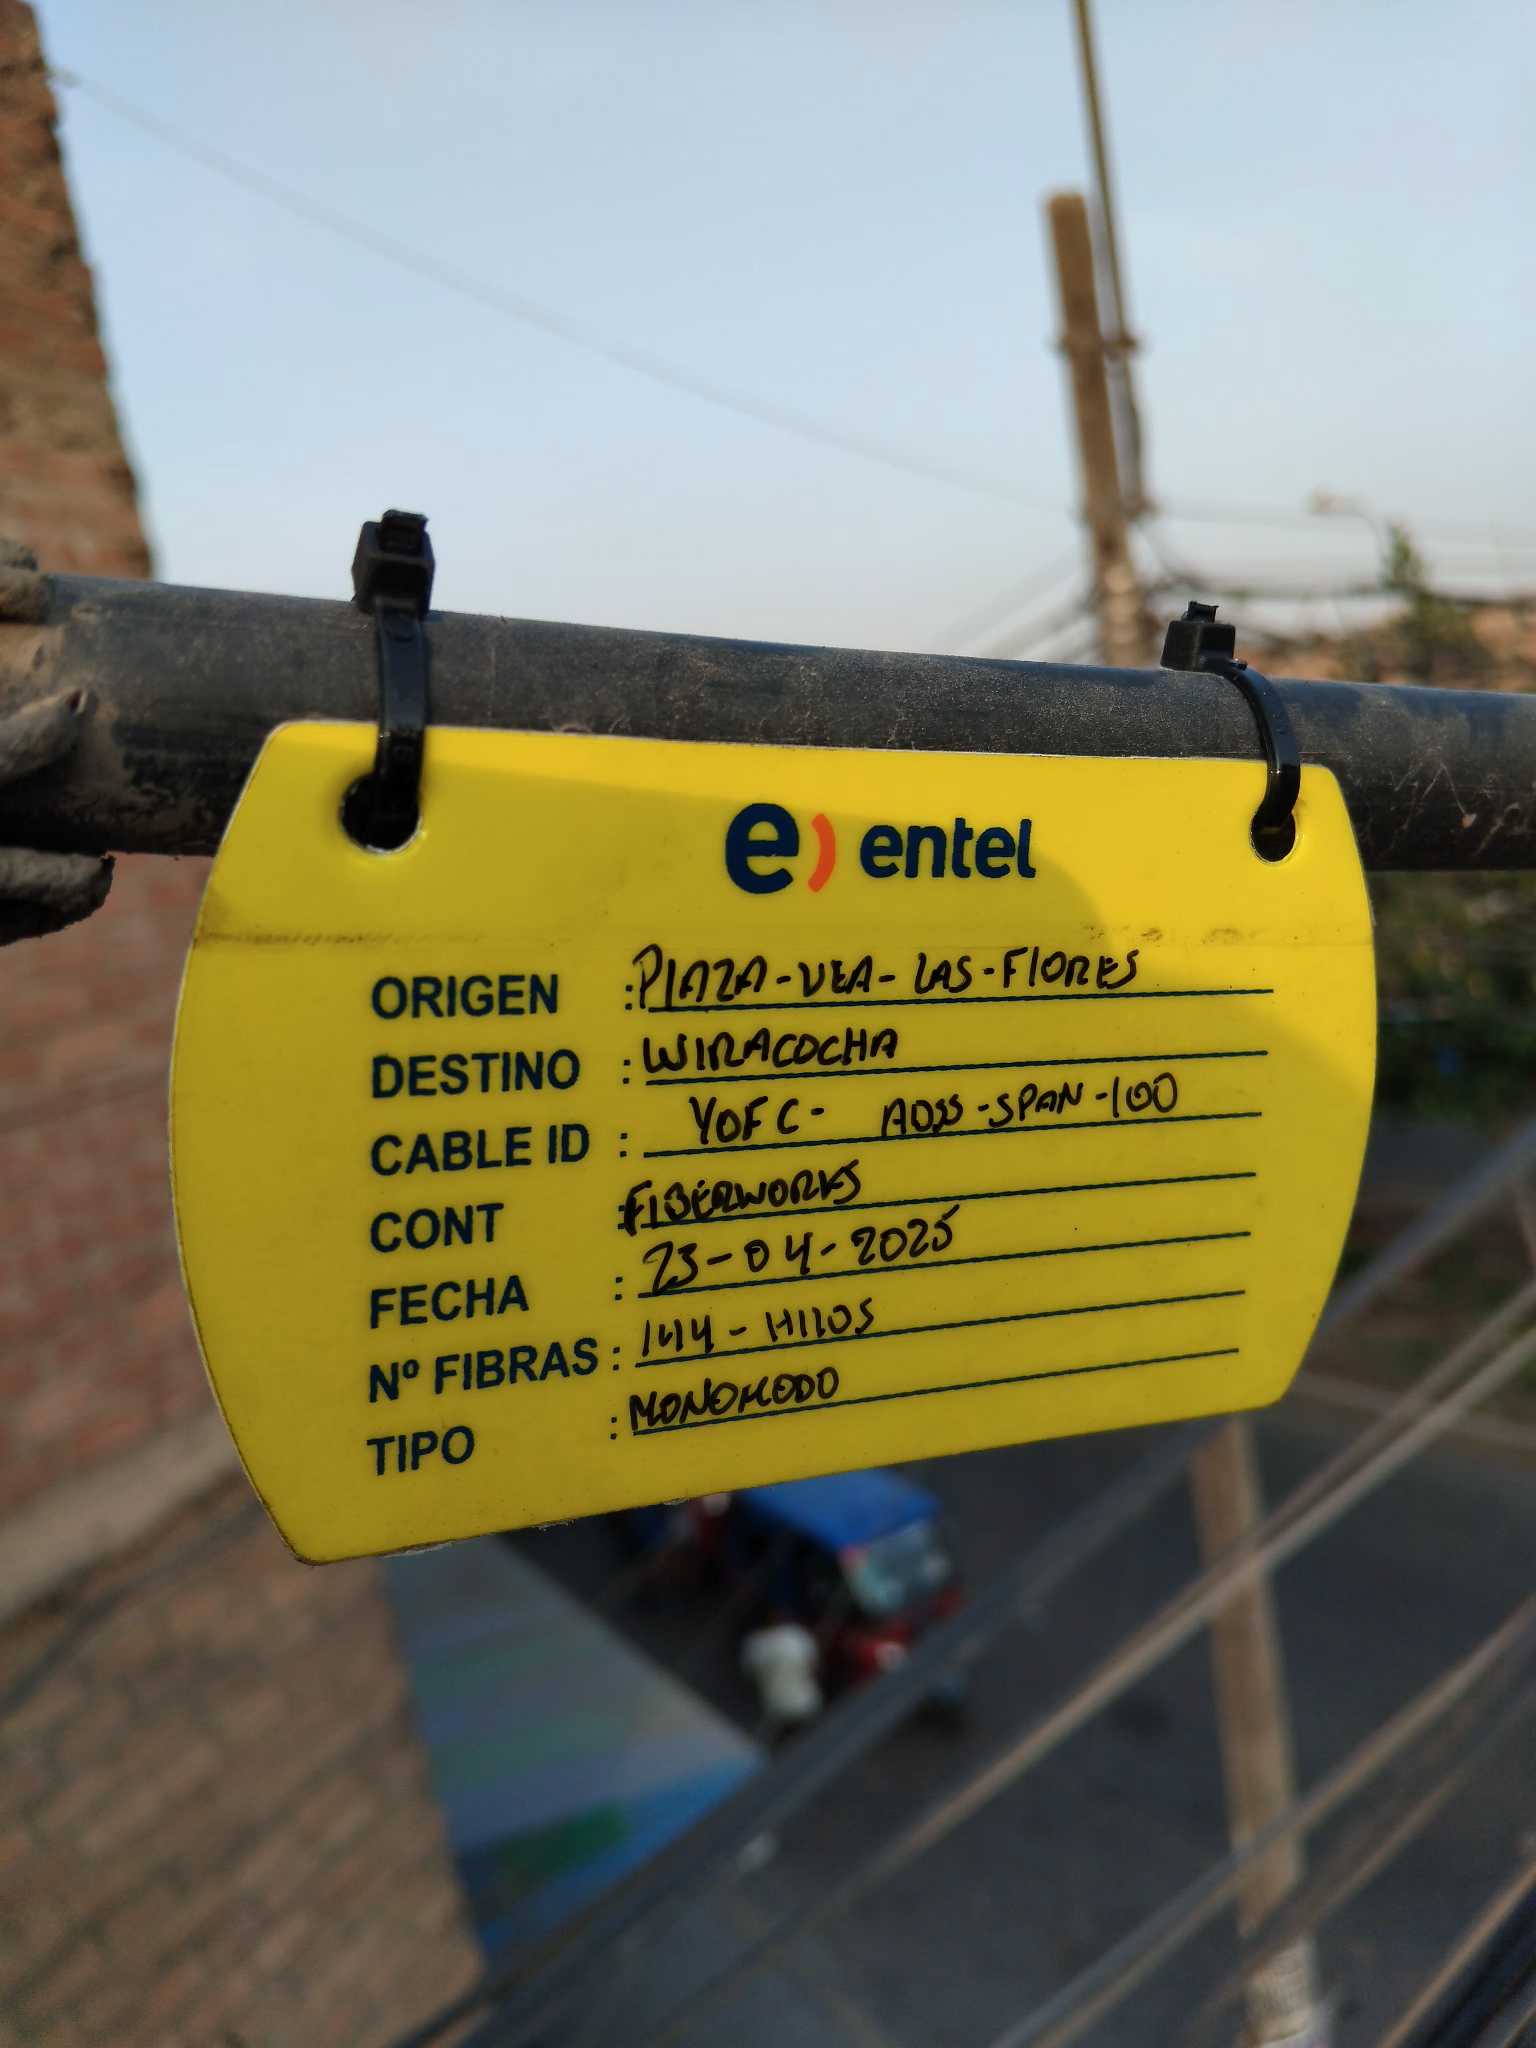 e) entel
ORIGEN : PLAZA-VEA-LAS-FLORES
DESTINO : WIRACOCHA
CABLE ID : YOFC- ADSS-SPAN-100
CONT : FIBERWORKS
FECHA : 23-04-2025
Nº FIBRAS : 144-HILOS
TIPO : MONOMODO